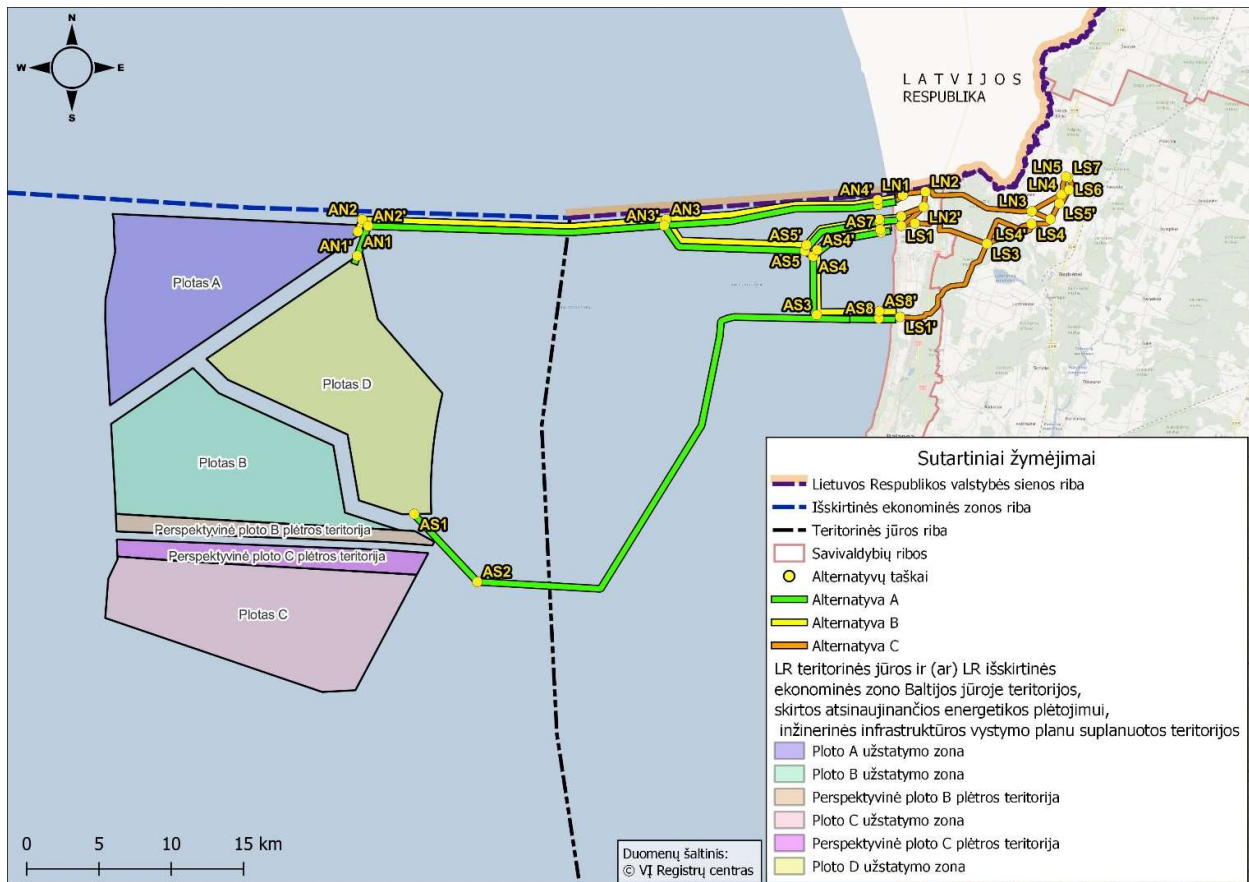 N
W
E
S
LATVIJOS
RESPUBLIKA
AN2
AN2'
AN1'
AN1
AN3'
AN3
AN4'
LN1
LN2
LN5
LS7
LN4
LS6
LN3
LS5'
AS7
LN2'
LS1
AS5'
AS4'
AS5
AS4
LS4'
LS4
LS3
AS3
AS8
AS8'
LS1'
Plotas A
Plotas D
Plotas B
Perspektyvinė ploto B plėtros teritorija
Perspektyvinė ploto C plėtros teritorija
Plotas C
AS1
AS2
Palanga
Sutartiniai žymėjimai
Lietuvos Respublikos valstybės sienos riba
Išskirtinės ekonominės zonos riba
Teritorinės jūros riba
Savivaldybių ribos
Alternatyvų taškai
Alternatyva A
Alternatyva B
Alternatyva C
LR teritorinės jūros ir (ar) LR išskirtinės
ekonominės zono Baltijos jūroje teritorijos,
skirtos atsinaujinančios energetikos plėtojimui,
inžinerinės infrastruktūros vystymo planu suplanuotos teritorijos
Ploto A užstatymo zona
Ploto B užstatymo zona
Perspektyvinė ploto B plėtros teritorija
Ploto C užstatymo zona
Perspektyvinė ploto C plėtros teritorija
Ploto D užstatymo zona
0 5 10 15 km
Duomenų šaltinis:
© VĮ Registrų centras